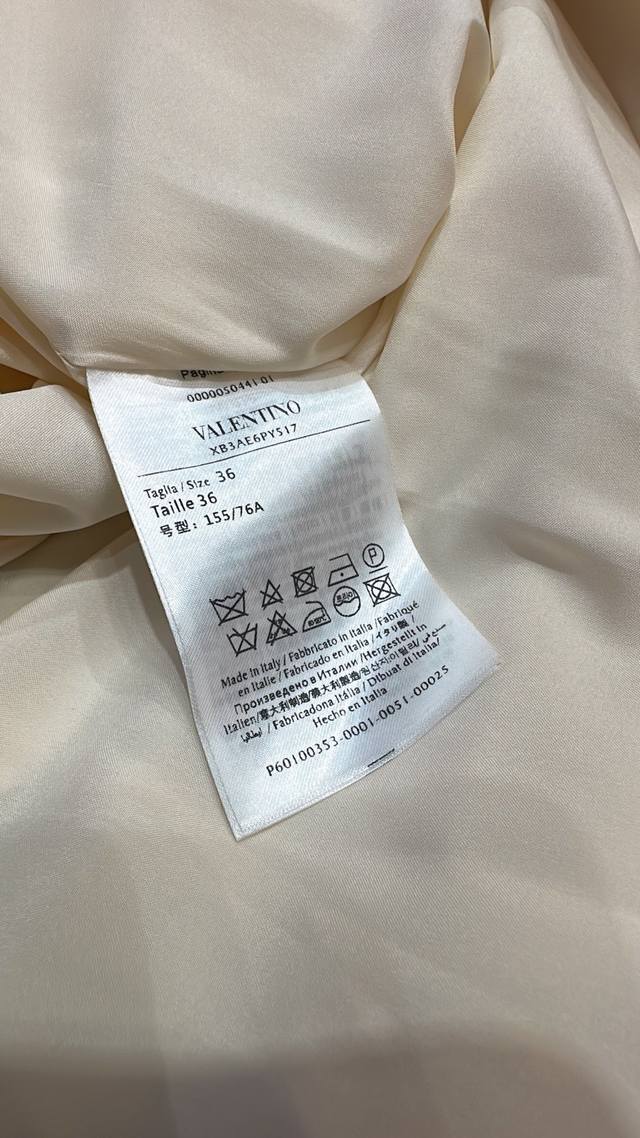 0000050441 01
VALENTINO
XB3AE6PY517
Taglia / Size 36
Taille 36
号型: 155/76A
Made in Italy / Fabbricato in Italia / Fabriqué
en Italie / Fabricado en Italia / イタリア製 /
Произведено в Италии / Hergestellt in
Italien/意大利制造/義大利製造/원산지:이탈리아/
/ Fabricadona Itália / Dibuat di Italia/
Hecho en Italia
P60100353-0001-0051-00025